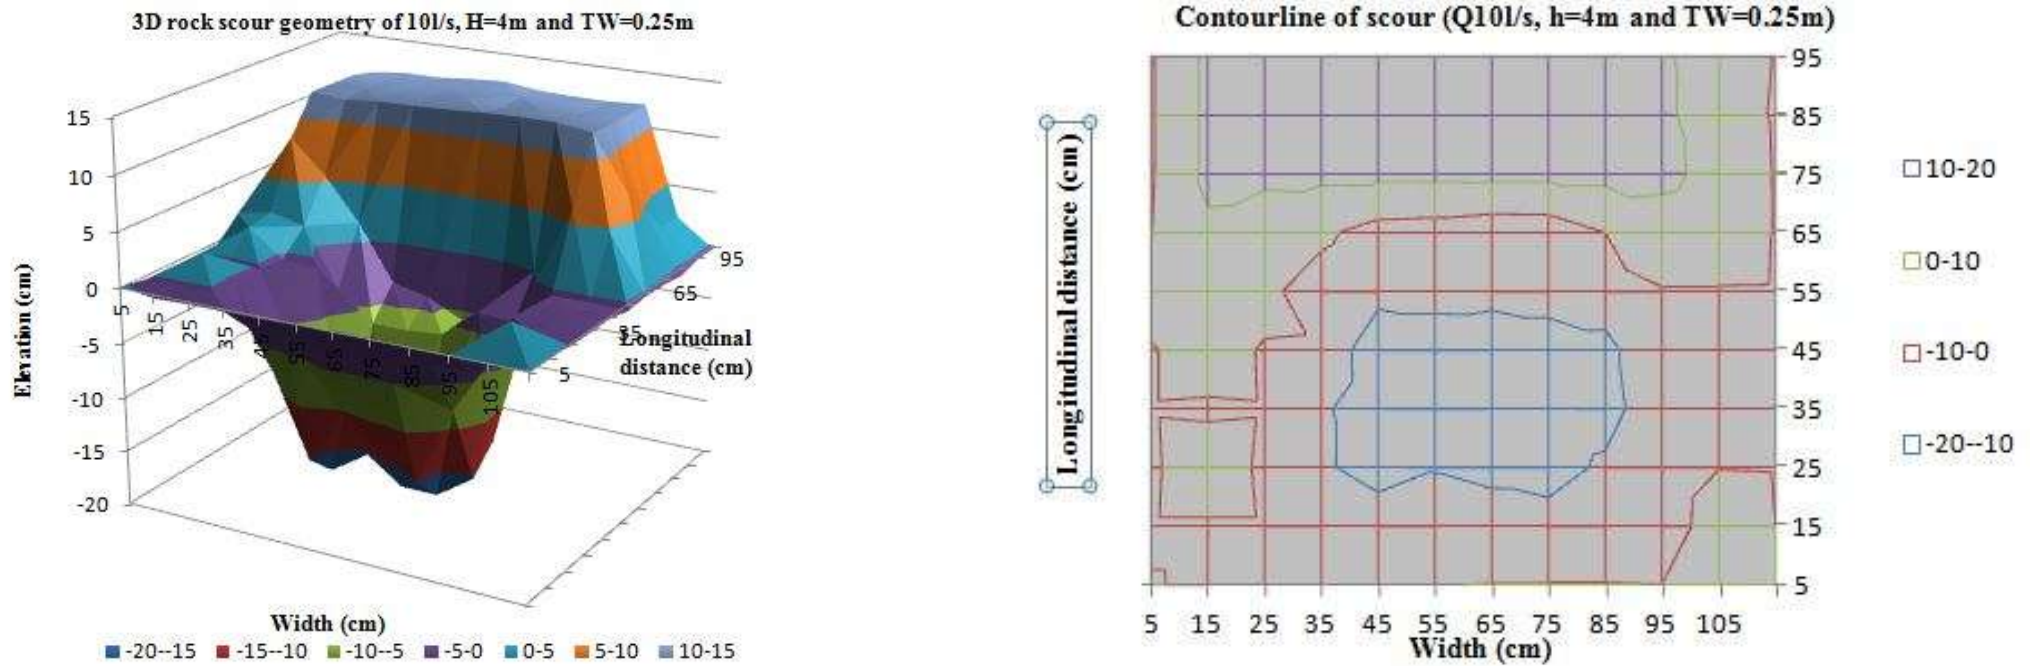 3D rock scour geometry of 10l/s, H=4m and TW=0.25m
15
10
5
0
-5
-10
-15
-20
Elevation (cm)
5 15 25 35 45 55 65 75 85 95 105
5 35 65 95
Longitudinal
distance (cm)
Width (cm)
-20--15 -15--10 -10--5 -5-0 0-5 5-10 10-15
Contourline of scour (Q10l/s, h=4m and TW=0.25m)
Longitudinal distance (cm)
95
85
75
65
55
45
35
25
15
5
5 15 25 35 45 55 65 75 85 95 105
Width (cm)
10-20
0-10
-10-0
-20--10